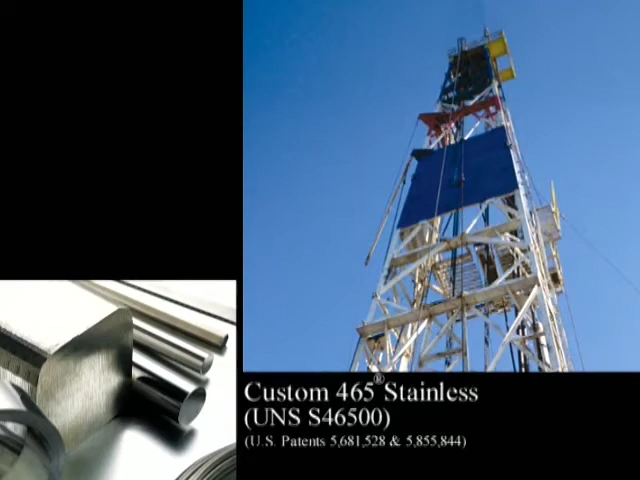 Custom 465® Stainless
(UNS S46500)
(U.S. Patents 5,681,528 & 5,855,844)